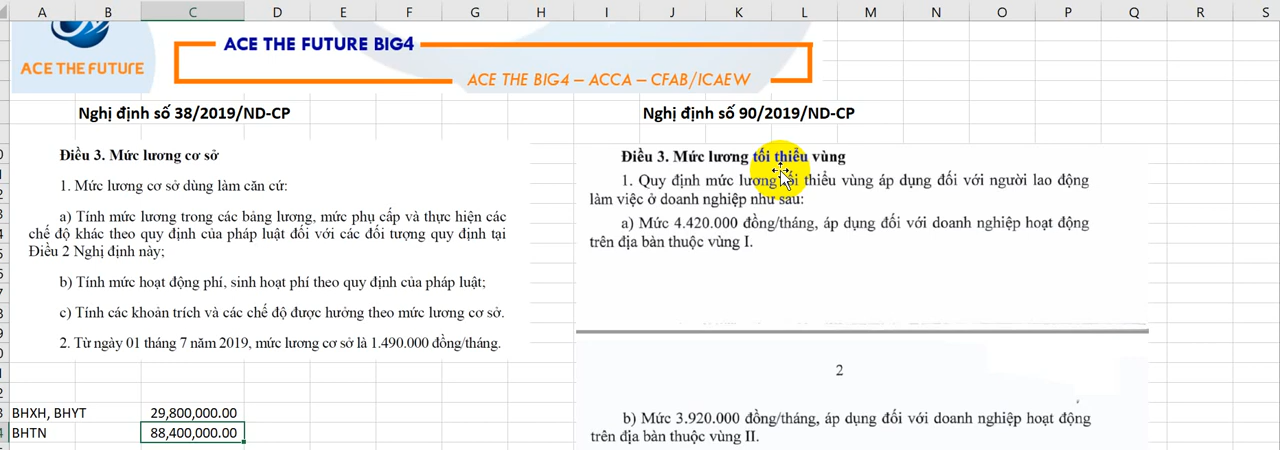 A B C D E F G H I J K L M N O P Q R S
ACE THE FUTURE
ACE THE FUTURE BIG4
ACE THE BIG4 – ACCA – CFAB/ICAEW
Nghị định số 38/2019/ND-CP
Điều 3. Mức lương cơ sở
1. Mức lương cơ sở dùng làm căn cứ:
a) Tính mức lương trong các bảng lương, mức phụ cấp và thực hiện các
chế độ khác theo quy định của pháp luật đối với các đối tượng quy định tại
Điều 2 Nghị định này;
b) Tính mức hoạt động phí, sinh hoạt phí theo quy định của pháp luật;
c) Tính các khoản trích và các chế độ được hưởng theo mức lương cơ sở.
2. Từ ngày 01 tháng 7 năm 2019, mức lương cơ sở là 1.490.000 đồng/tháng.
BHXH, BHYT 29,800,000.00
BHTN 88,400,000.00
Nghị định số 90/2019/ND-CP
Điều 3. Mức lương tối thiểu vùng
1. Quy định mức lương tối thiểu vùng áp dụng đối với người lao động
làm việc ở doanh nghiệp như sau:
a) Mức 4.420.000 đồng/tháng, áp dụng đối với doanh nghiệp hoạt động
trên địa bàn thuộc vùng I.
2
b) Mức 3.920.000 đồng/tháng, áp dụng đối với doanh nghiệp hoạt động
trên địa bàn thuộc vùng II.